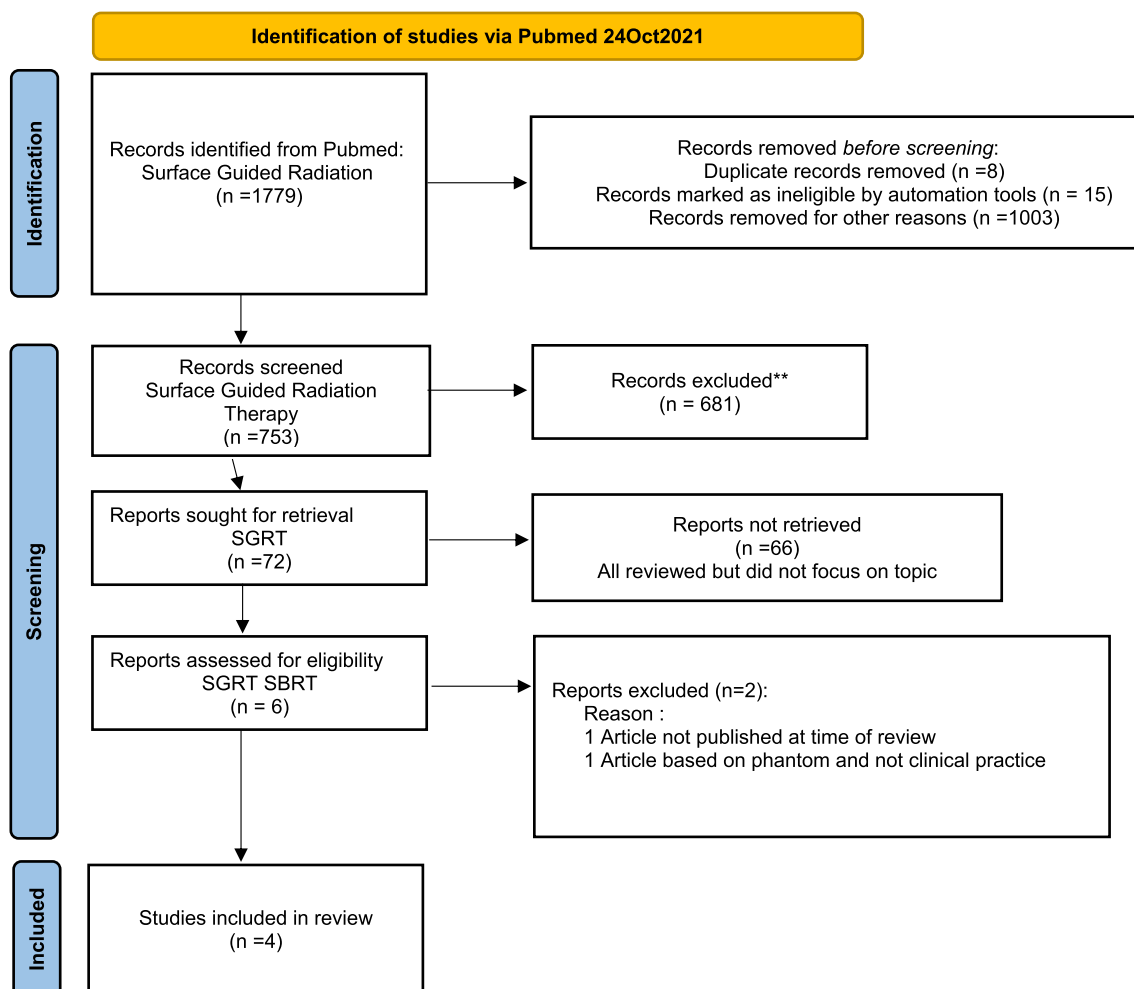 Identification of studies via Pubmed 24Oct2021
Identification
Records identified from Pubmed:
Surface Guided Radiation
(n =1779)
Records removed before screening:
Duplicate records removed (n =8)
Records marked as ineligible by automation tools (n = 15)
Records removed for other reasons (n =1003)
Screening
Records screened
Surface Guided Radiation
Therapy
(n =753)
Records excluded**
(n = 681)
Reports sought for retrieval
SGRT
(n =72)
Reports not retrieved
(n =66)
All reviewed but did not focus on topic
Reports assessed for eligibility
SGRT SBRT
(n = 6)
Reports excluded (n=2):
Reason :
1 Article not published at time of review
1 Article based on phantom and not clinical practice
Included
Studies included in review
(n =4)